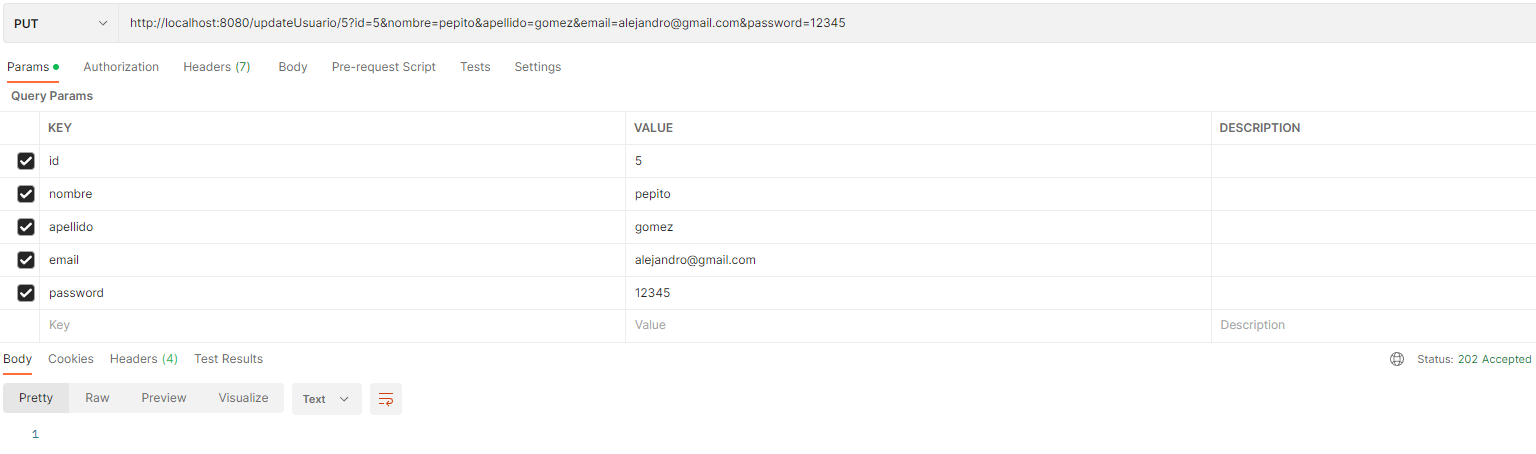 PUT http://localhost:8080/updateUsuario/5?id=5&nombre=pepito&apellido=gomez&email=alejandro@gmail.com&password=12345
Params Authorization Headers (7) Body Pre-request Script Tests Settings
Query Params
KEY VALUE DESCRIPTION
id 5
nombre pepito
apellido gomez
email alejandro@gmail.com
password 12345
Key Value Description
Body Cookies Headers (4) Test Results Status: 202 Accepted
Pretty Raw Preview Visualize Text
1